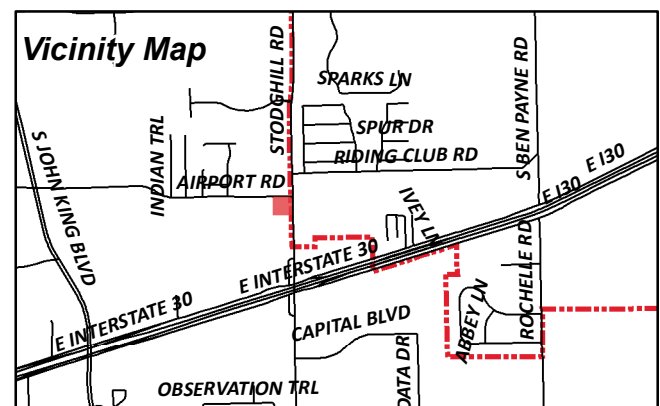 Vicinity Map
STODGHILL RD
SPARKS LN
S BEN PAYNE RD
SPUR DR
RIDING CLUB RD
INDIAN TRL
AIRPORT RD
S JOHN KING BLVD
IVEY LN
E I30
E I30
E INTERSTATE 30
E INTERSTATE 30
ROCHELLE RD
ABBEY LN
CAPITAL BLVD
DATA DR
OBSERVATION TRL